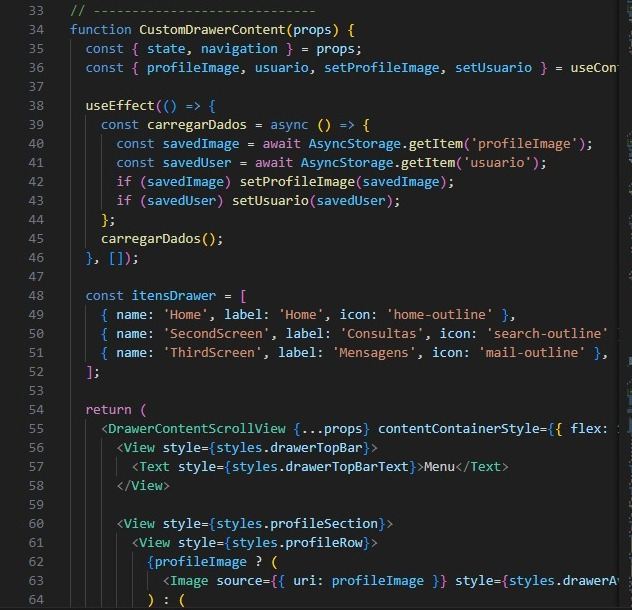 33 // -----------------------------
34 function CustomDrawerContent(props) {
35 const { state, navigation } = props;
36 const { profileImage, usuario, setProfileImage, setUsuario } = useCon
37
38 useEffect(() => {
39 const carregarDados = async () => {
40 const savedImage = await AsyncStorage.getItem('profileImage');
41 const savedUser = await AsyncStorage.getItem('usuario');
42 if (savedImage) setProfileImage(savedImage);
43 if (savedUser) setUsuario(savedUser);
44 };
45 carregarDados();
46 }, []);
47
48 const itensDrawer = [
49 { name: 'Home', label: 'Home', icon: 'home-outline' },
50 { name: 'SecondScreen', label: 'Consultas', icon: 'search-outline'
51 { name: 'ThirdScreen', label: 'Mensagens', icon: 'mail-outline' },
52 ];
53
54 return (
55 <DrawerContentScrollView {...props} contentContainerStyle={{ flex:
56 <View style={styles.drawerTopBar}>
57 <Text style={styles.drawerTopBarText}>Menu</Text>
58 </View>
59
60 <View style={styles.profileSection}>
61 <View style={styles.profileRow}>
62 {profileImage ? (
63 <Image source={{ uri: profileImage }} style={styles.drawerAv
64 ) : (